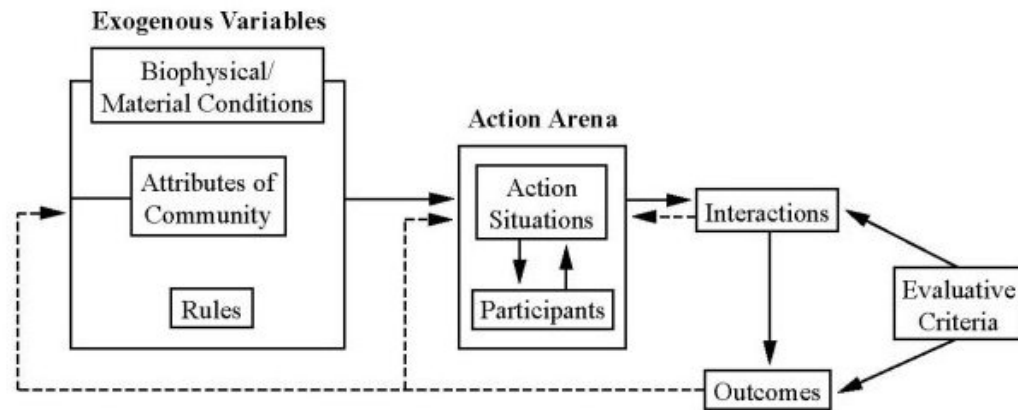 Exogenous Variables
Biophysical/
Material Conditions
Attributes of
Community
Rules
Action Arena
Action
Situations
Participants
Interactions
Outcomes
Evaluative
Criteria